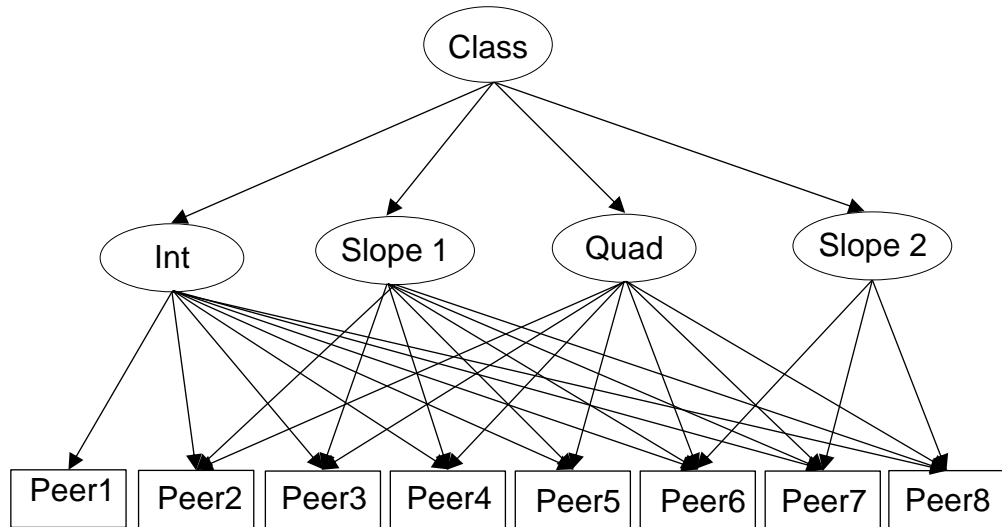 Class
Int
Slope 1
Quad
Slope 2
Peer1
Peer2
Peer3
Peer4
Peer5
Peer6
Peer7
Peer8